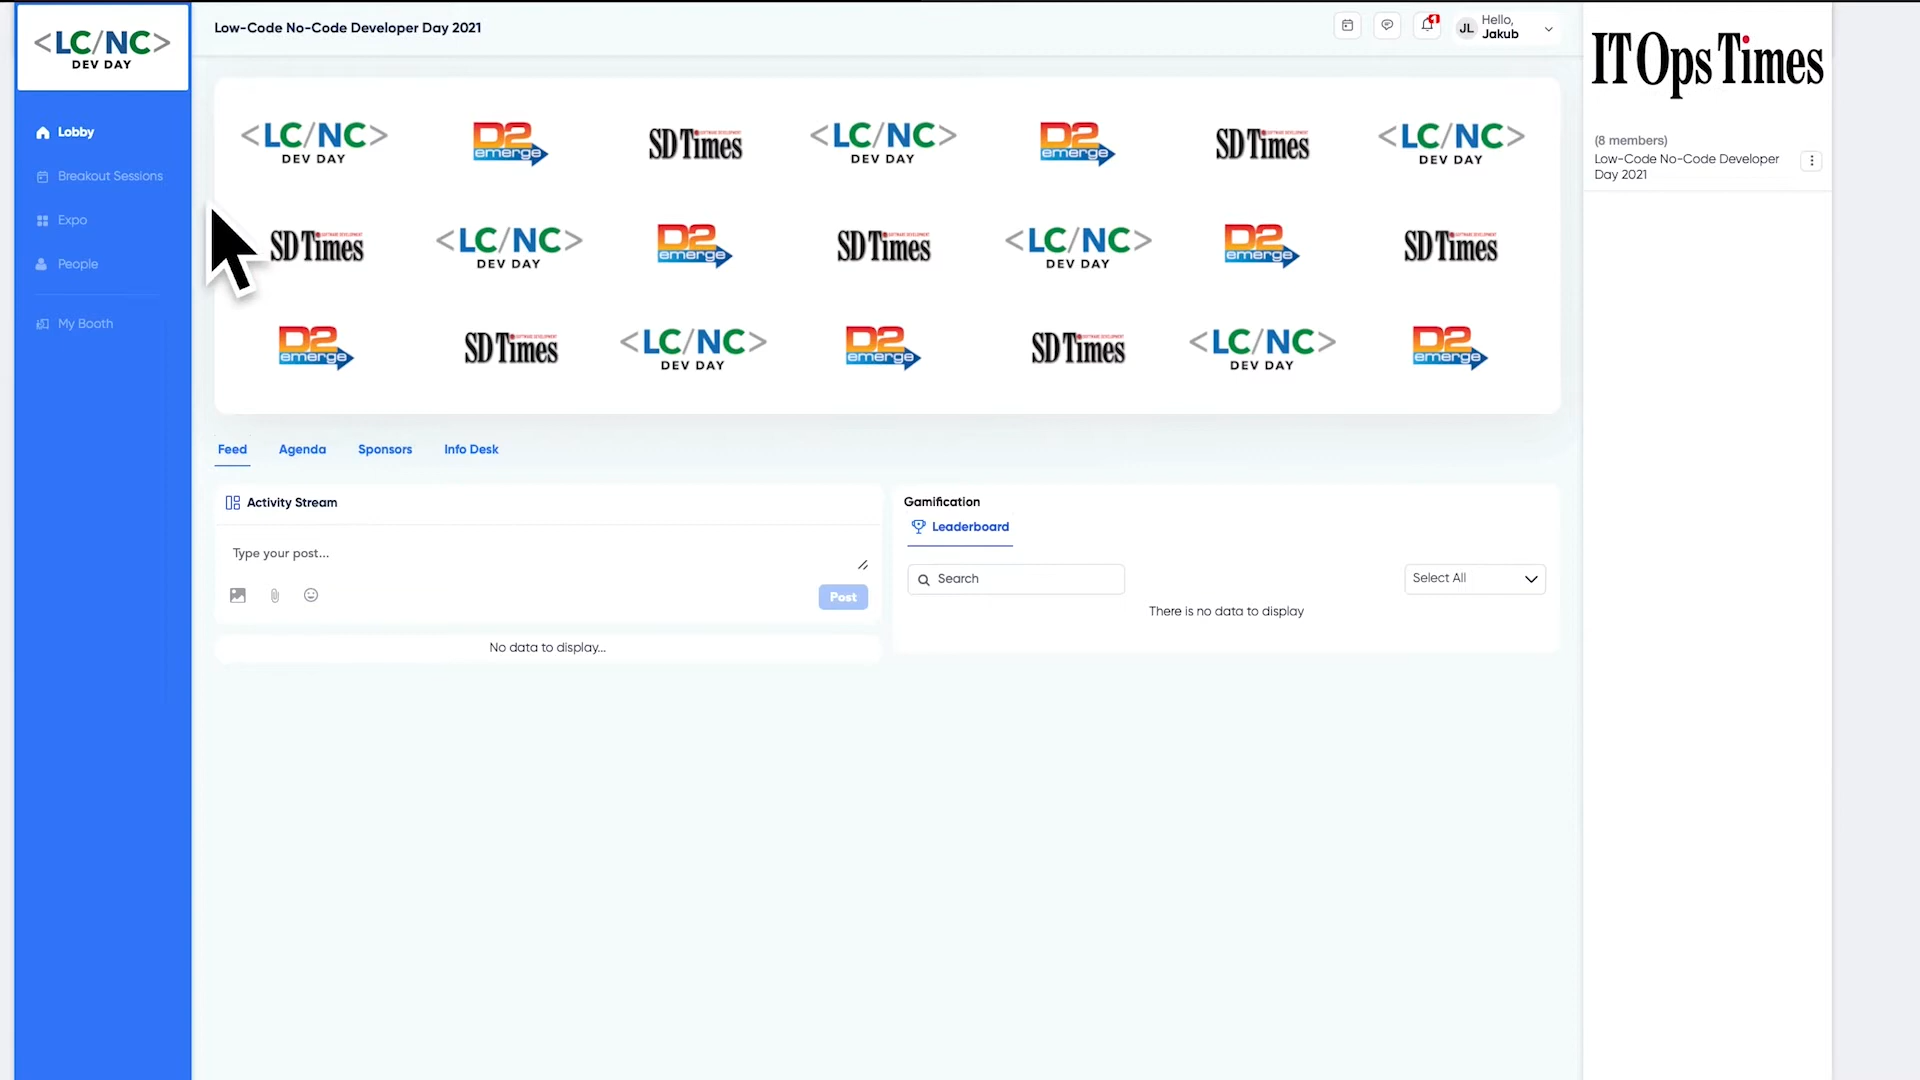 <LC/NC>
DEV DAY
Low-Code No-Code Developer Day 2021
1
JL
Hello,
Jakub
IT Ops Times
Lobby
Breakout Sessions
Expo
People
My Booth
<LC/NC>
DEV DAY
D2
emerge
SD Times
<LC/NC>
DEV DAY
D2
emerge
SD Times
<LC/NC>
DEV DAY
SD Times
<LC/NC>
DEV DAY
D2
emerge
SD Times
<LC/NC>
DEV DAY
D2
emerge
SD Times
D2
emerge
SD Times
<LC/NC>
DEV DAY
D2
emerge
SD Times
<LC/NC>
DEV DAY
D2
emerge
(8 members)
Low-Code No-Code Developer
Day 2021
Feed
Agenda
Sponsors
Info Desk
Activity Stream
Type your post...
Post
No data to display...
Gamification
Leaderboard
Search
Select All
There is no data to display